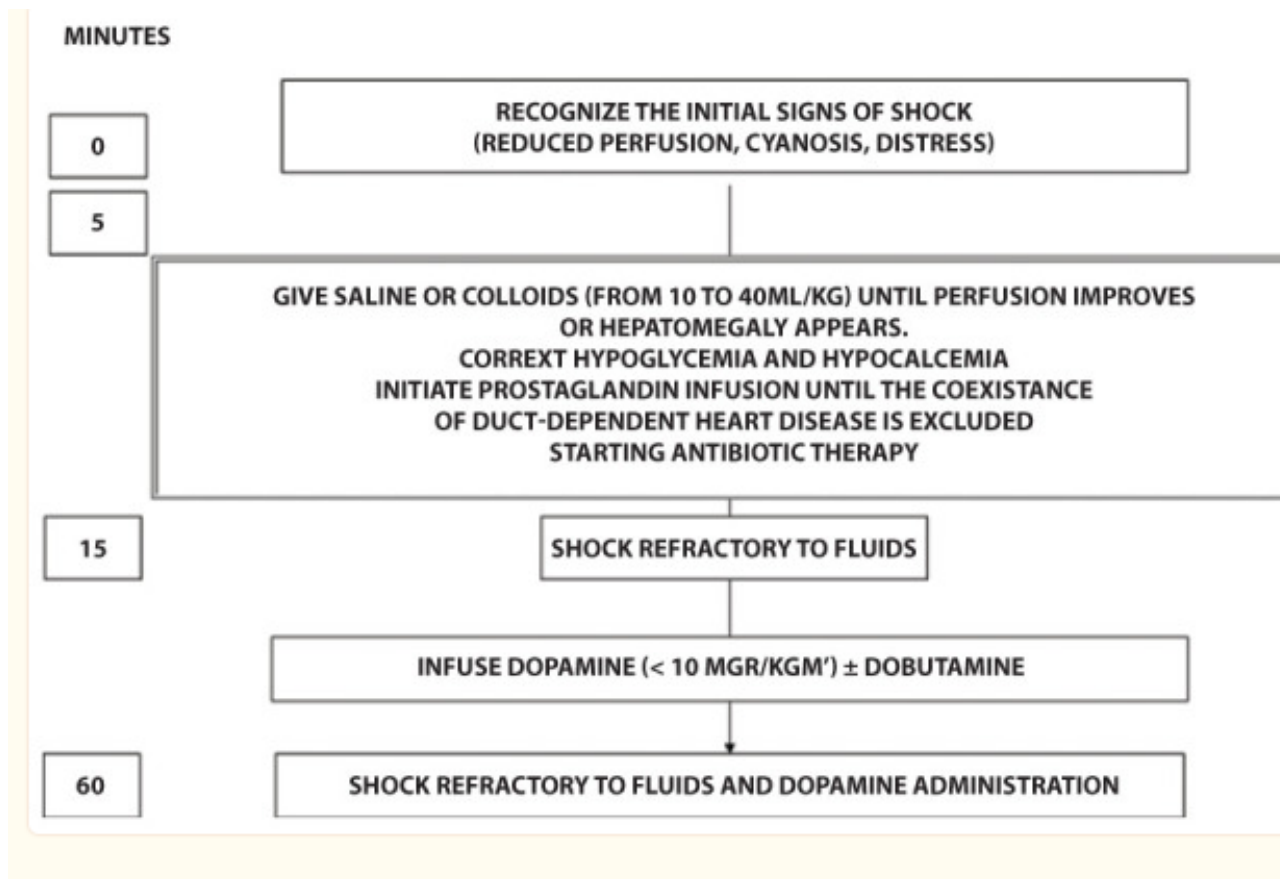 MINUTES
0
RECOGNIZE THE INITIAL SIGNS OF SHOCK
(REDUCED PERFUSION, CYANOSIS, DISTRESS)
5
GIVE SALINE OR COLLOIDS (FROM 10 TO 40ML/KG) UNTIL PERFUSION IMPROVES
OR HEPATOMEGALY APPEARS.
CORREXT HYPOGLYCEMIA AND HYPOCALCEMIA
INITIATE PROSTAGLANDIN INFUSION UNTIL THE COEXISTANCE
OF DUCT-DEPENDENT HEART DISEASE IS EXCLUDED
STARTING ANTIBIOTIC THERAPY
15
SHOCK REFRACTORY TO FLUIDS
INFUSE DOPAMINE (< 10 MGR/KGM’) ± DOBUTAMINE
60
SHOCK REFRACTORY TO FLUIDS AND DOPAMINE ADMINISTRATION